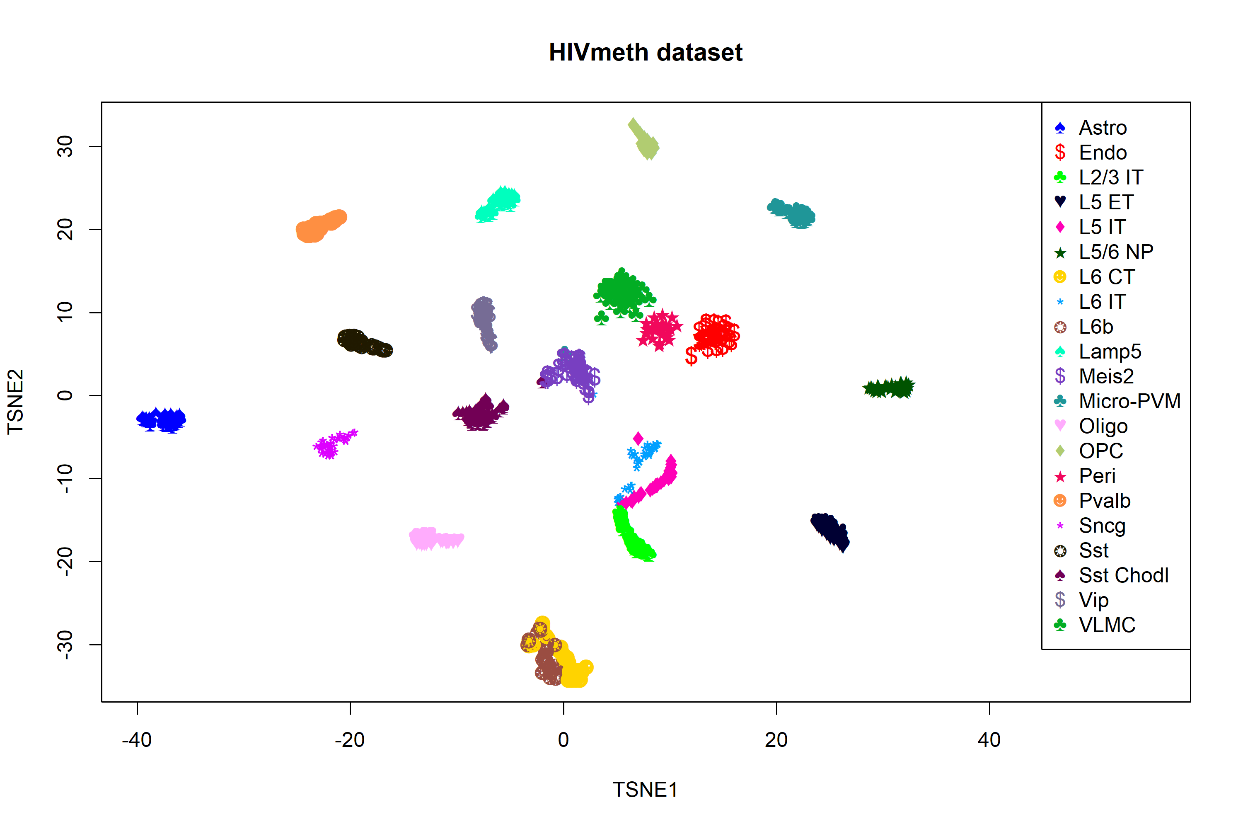 HIVmeth dataset
TSNE2
30
20
10
0
-10
-20
-30
Astro
Endo
L2/3 IT
L5 ET
L5 IT
L5/6 NP
L6 CT
L6 IT
L6b
Lamp5
Meis2
Micro-PVM
Oligo
OPC
Peri
Pvalb
Sncg
Sst
Sst Chodl
Vip
VLMC
-40 -20 0 20 40
TSNE1